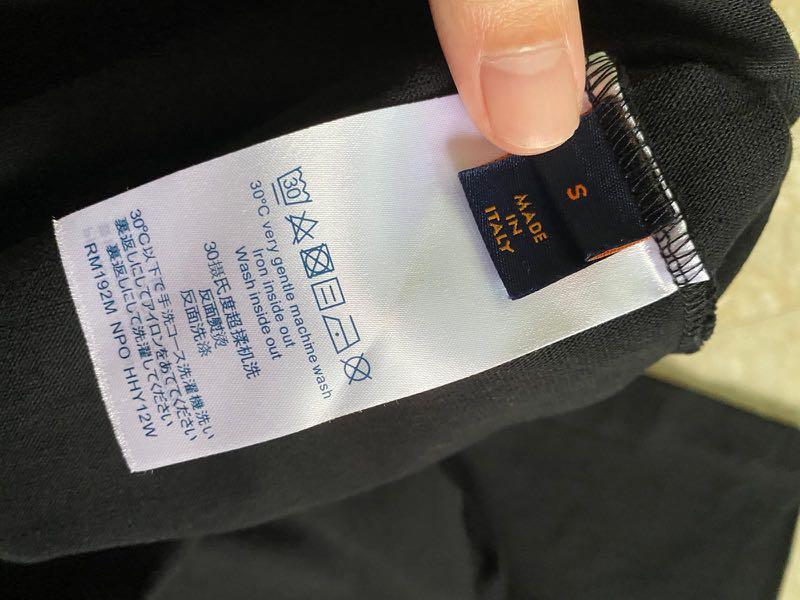 S
MADE
IN
ITALY
30
30°C very gentle machine wash
Iron inside out
Wash inside out
30摄氏度超揉机洗
反面熨烫
反面洗涤
30℃以下で手洗コース洗濯機洗い
裏返しにしてアイロンをあててください
裏返しにして洗濯してください
RM192M NPO HHY12W